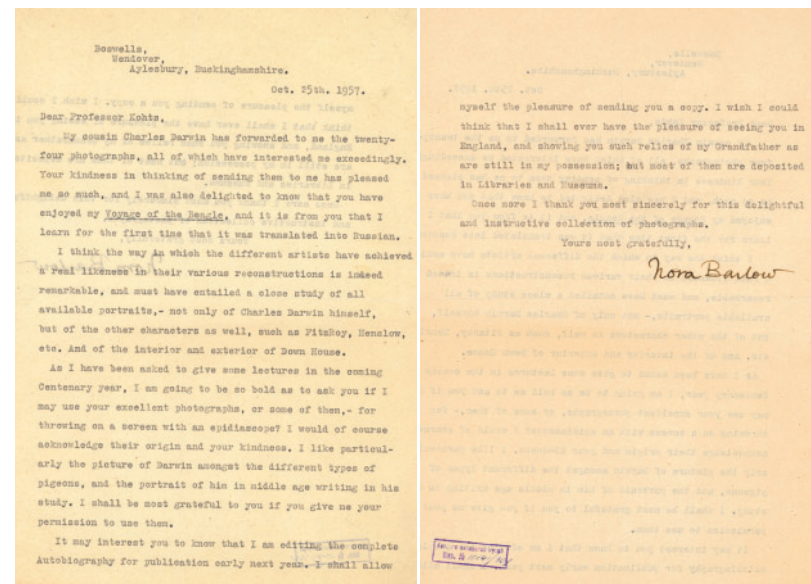 Boswells,
Wendover,
Aylesbury, Buckinghamshire.
Oct. 25th. 1957.
Dear Professor Kohts,
My cousin Charles Darwin has forwarded to me the twenty-
four photographs, all of which have interested me exceedingly.
Your kindness in thinking of sending them to me has pleased
me so much, and I was also delighted to know that you have
enjoyed my Voyage of the Beagle, and it is from you that I
learn for the first time that it was translated into Russian.
I think the way in which the different artists have achieved
a real likeness in their various reconstructions is indeed
remarkable, and must have entailed a close study of all
available portraits,- not only of Charles Darwin himself,
but of the other characters as well, such as FitzRoy, Henslow,
etc. And of the interior and exterior of Down House.
As I have been asked to give some lectures in the coming
Centenary year, I am going to be so bold as to ask you if I
may use your excellent photographs, or some of them,- for
throwing on a screen with an epidiascope? I would of course
acknowledge their origin and your kindness. I like particul-
arly the picture of Darwin amongst the different types of
pigeons, and the portrait of him in middle age writing in his
study. I shall be most grateful to you if you give me your
permission to use them.
It may interest you to know that I am editing the complete
Autobiography for publication early next year. I shall allow
myself the pleasure of sending you a copy. I wish I could
think that I shall ever have the pleasure of seeing you in
England, and showing you such relics of my Grandfather as
are still in my possession; but most of them are deposited
in Libraries and Museums.
Once more I thank you most sincerely for this delightful
and instructive collection of photographs.
Yours most gratefully,
Nora Barlow